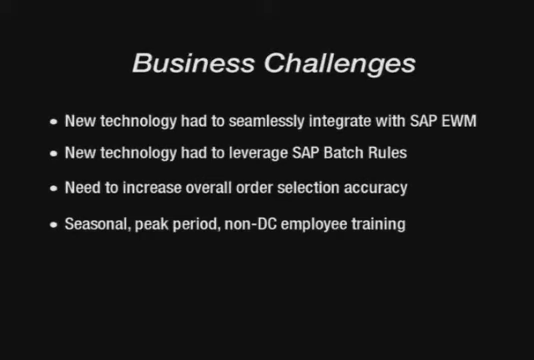 Business Challenges
• New technology had to seamlessly integrate with SAP EWM
• New technology had to leverage SAP Batch Rules
• Need to increase overall order selection accuracy
• Seasonal, peak period, non-DC employee training